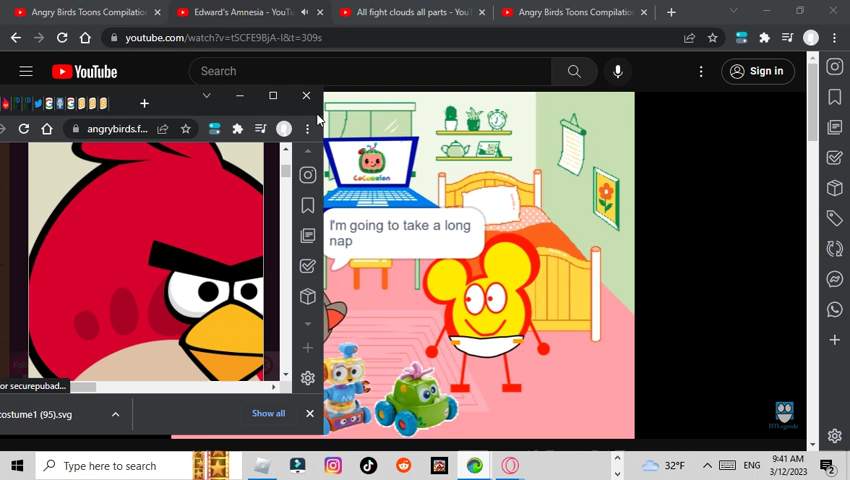 Angry Birds Toons Compilatio
Edward's Amnesia - YouTu
All fight clouds all parts - You
Angry Birds Toons Compilatio
youtube.com/watch?v=tSCFE9BjA-I&t=309s
YouTube
Search
Sign in
angrybirds.f...
CoComelon
I'm going to take a long
nap
or securepubad...
costume1 (95).svg
Show all
Type here to search
32°F
ENG
9:41 AM
3/12/2023
2